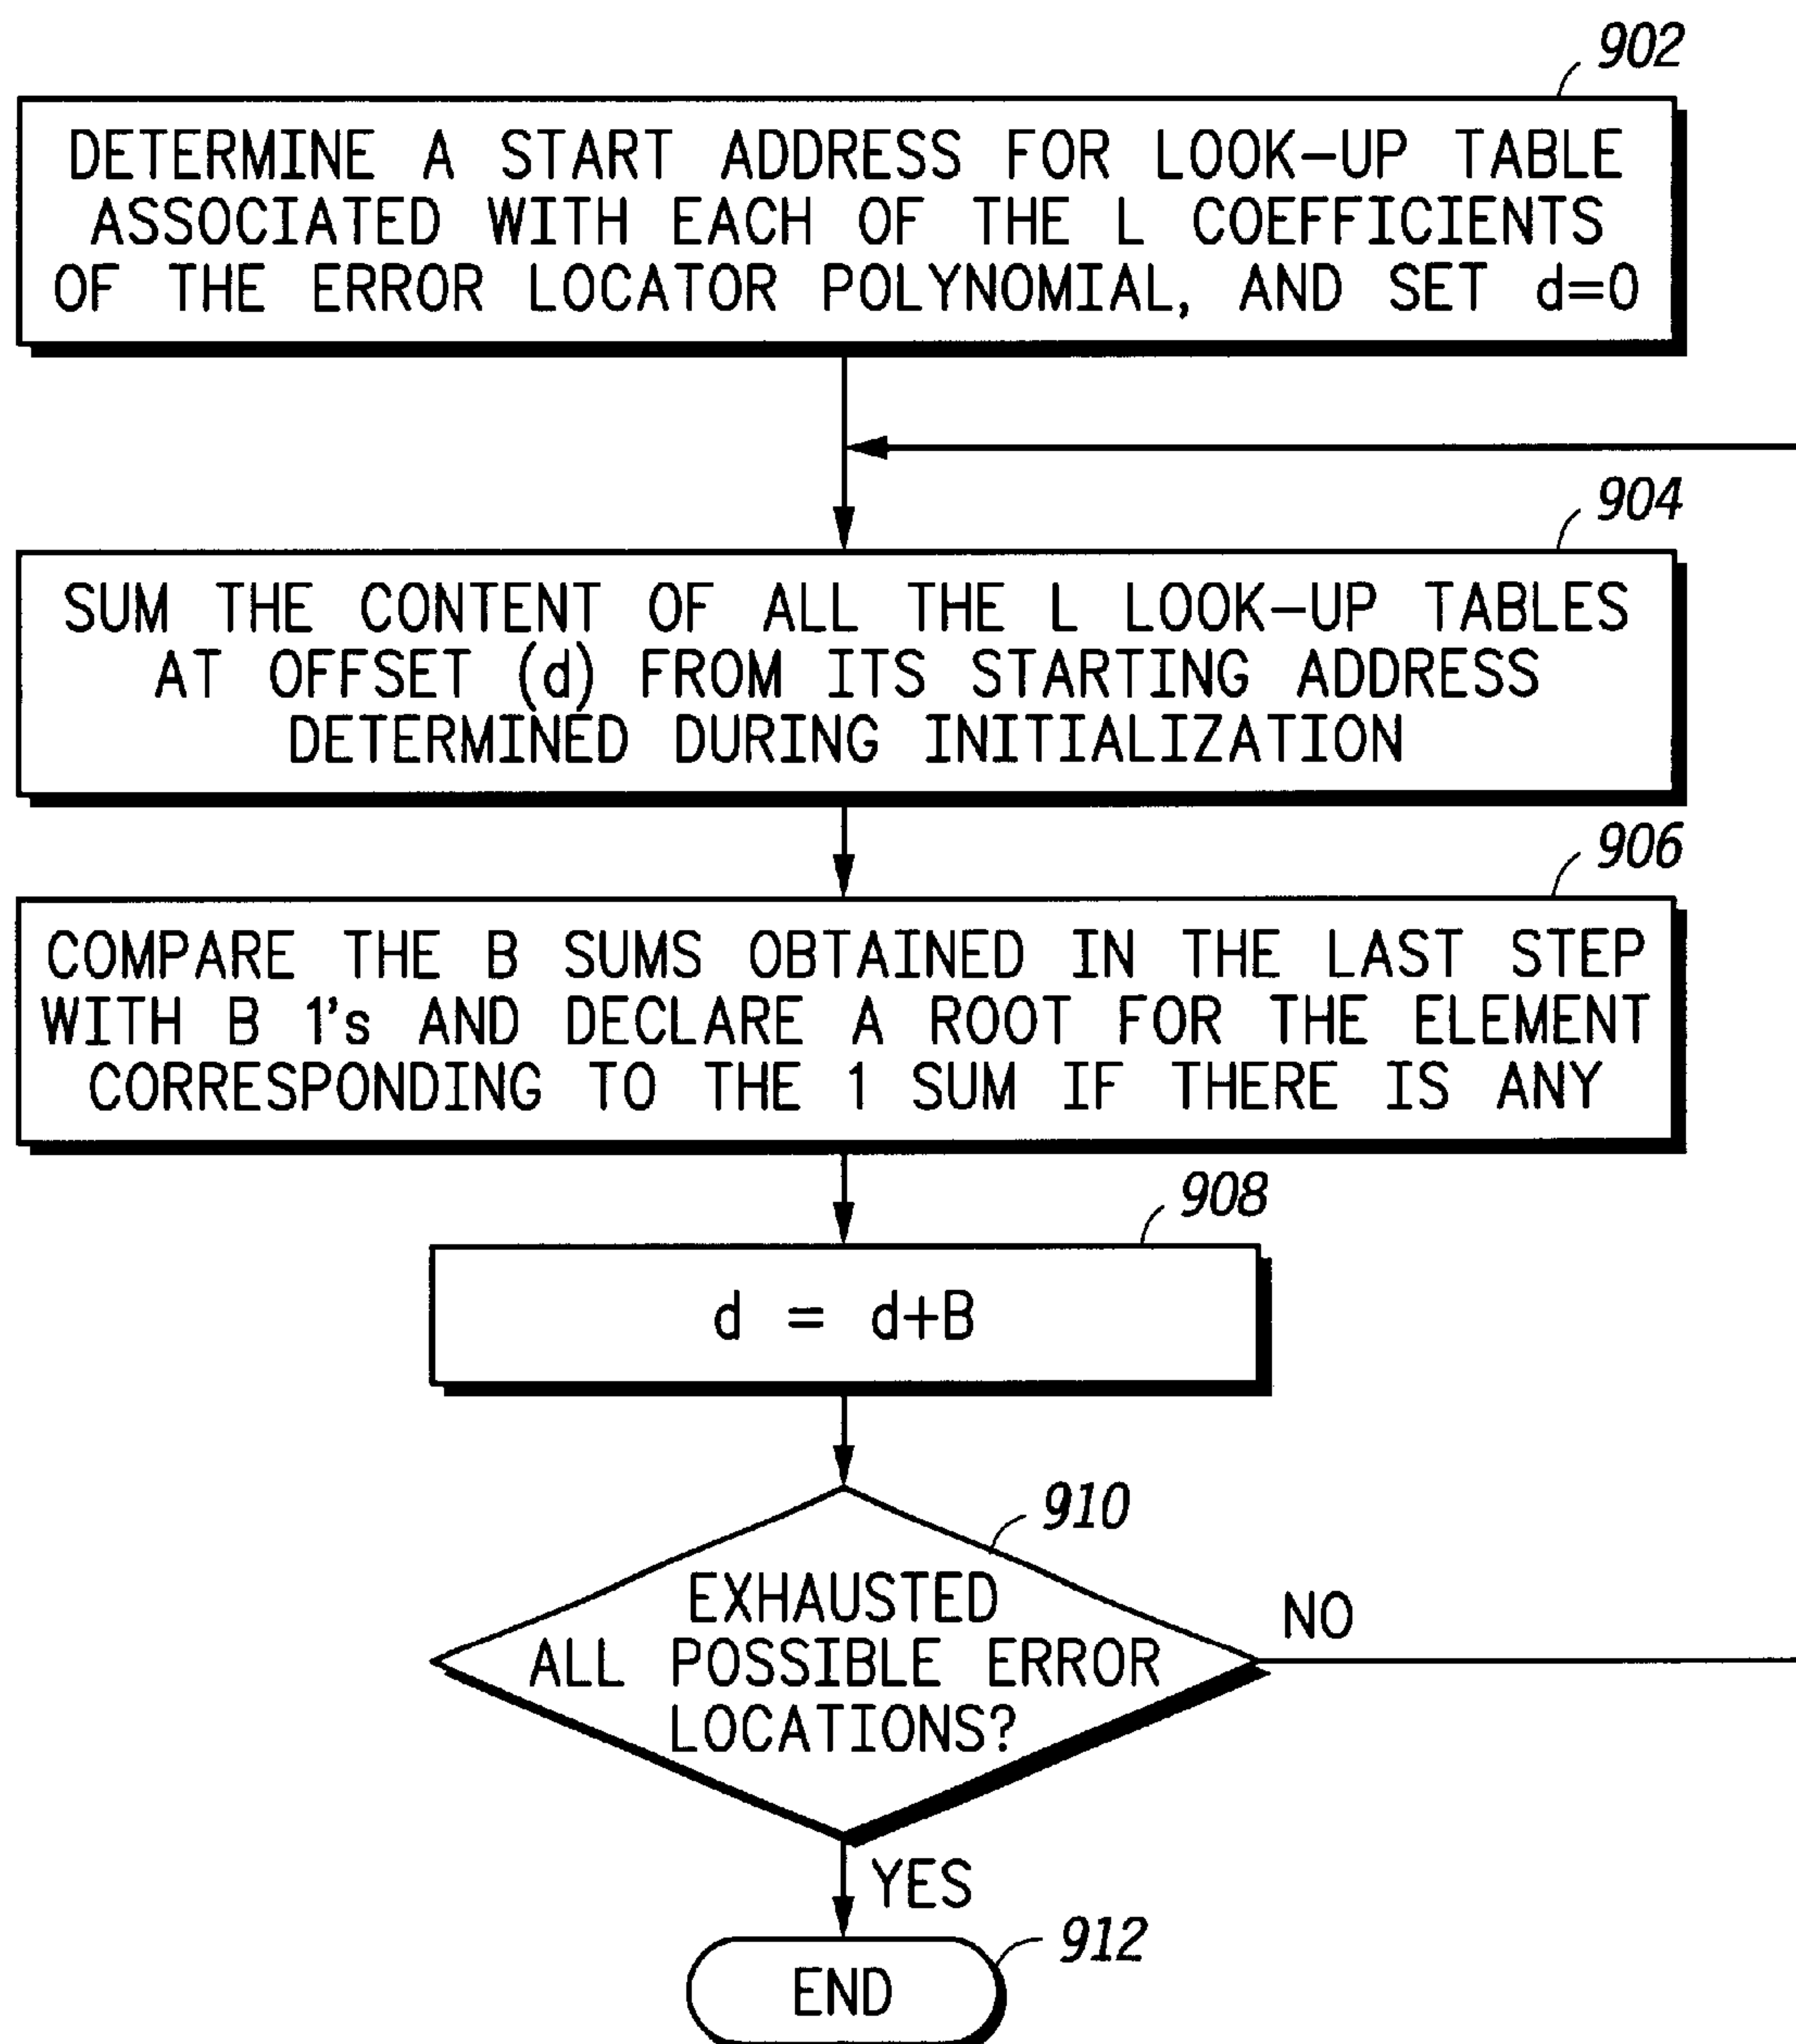 902
DETERMINE A START ADDRESS FOR LOOK-UP TABLE
ASSOCIATED WITH EACH OF THE L COEFFICIENTS
OF THE ERROR LOCATOR POLYNOMIAL, AND SET d=0
904
SUM THE CONTENT OF ALL THE L LOOK-UP TABLES
AT OFFSET (d) FROM ITS STARTING ADDRESS
DETERMINED DURING INITIALIZATION
906
COMPARE THE B SUMS OBTAINED IN THE LAST STEP
WITH B 1's AND DECLARE A ROOT FOR THE ELEMENT
CORRESPONDING TO THE 1 SUM IF THERE IS ANY
908
d = d+B
910
EXHAUSTED
ALL POSSIBLE ERROR
LOCATIONS?
NO
YES
912
END